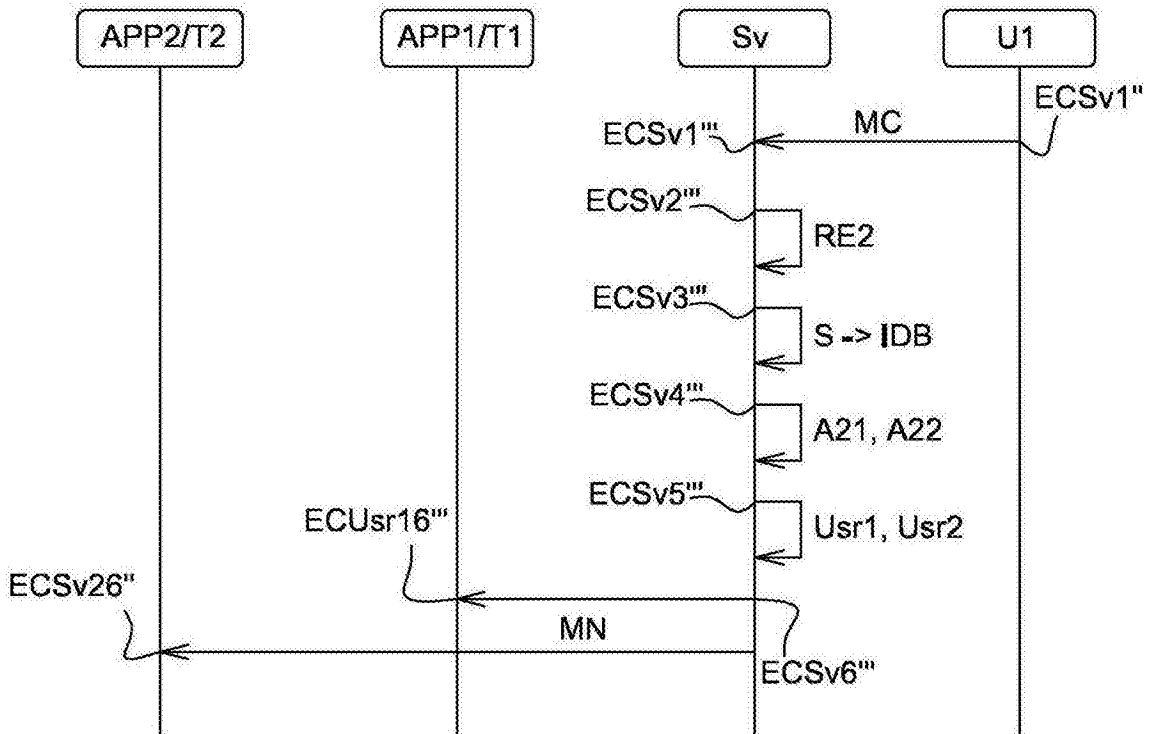 APP2/T2 APP1/T1 Sv U1
ECSv1"
MC
ECSv1'''
ECSv2'''
RE2
ECSv3'''
S -> IDB
ECSv4'''
A21, A22
ECSv5'''
Usr1, Usr2
ECUsr16'''
ECSv26"
MN
ECSv6'''